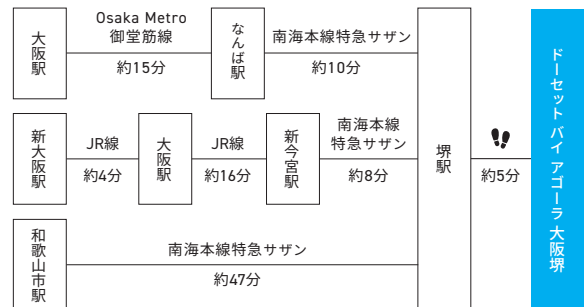 大阪駅
Osaka Metro
御堂筋線
約15分
なんば駅
南海本線特急サザン
約10分
新大阪駅
JR線
約4分
大阪駅
JR線
約16分
新今宮駅
南海本線
特急サザン
約8分
和歌山市駅
南海本線特急サザン
約47分
堺駅
約5分
ドーセット バイ アゴーラ 大阪堺